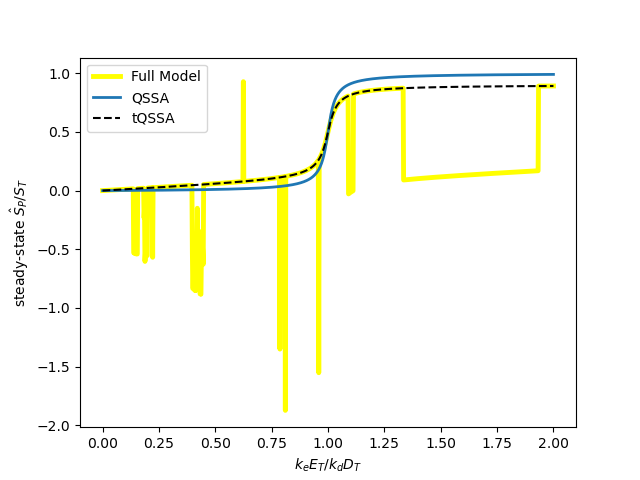 Full Model
QSSA
tQSSA
1.0
0.5
0.0
−0.5
−1.0
−1.5
−2.0
steady-state $\hat{S}_P/S_T$
0.00 0.25 0.50 0.75 1.00 1.25 1.50 1.75 2.00
$k_eE_T/k_dD_T$